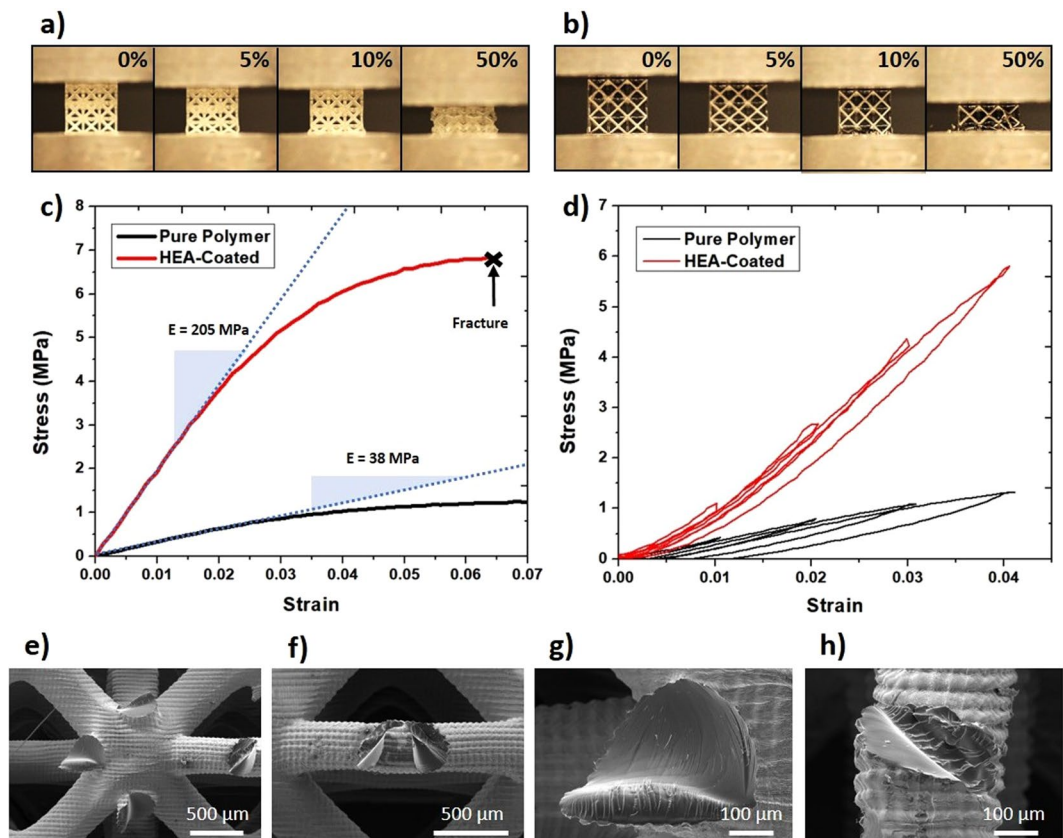 a)
0%
5%
10%
50%
b)
0%
5%
10%
50%
c)
8
7
6
5
4
3
2
1
0
Stress (MPa)
Pure Polymer
HEA-Coated
E = 205 MPa
Fracture
E = 38 MPa
0.00
0.01
0.02
0.03
0.04
0.05
0.06
0.07
Strain
d)
7
6
5
4
3
2
1
0
Stress (MPa)
Pure Polymer
HEA-Coated
0.00
0.01
0.02
0.03
0.04
Strain
e)
500 µm
f)
500 µm
g)
100 µm
h)
100 µm